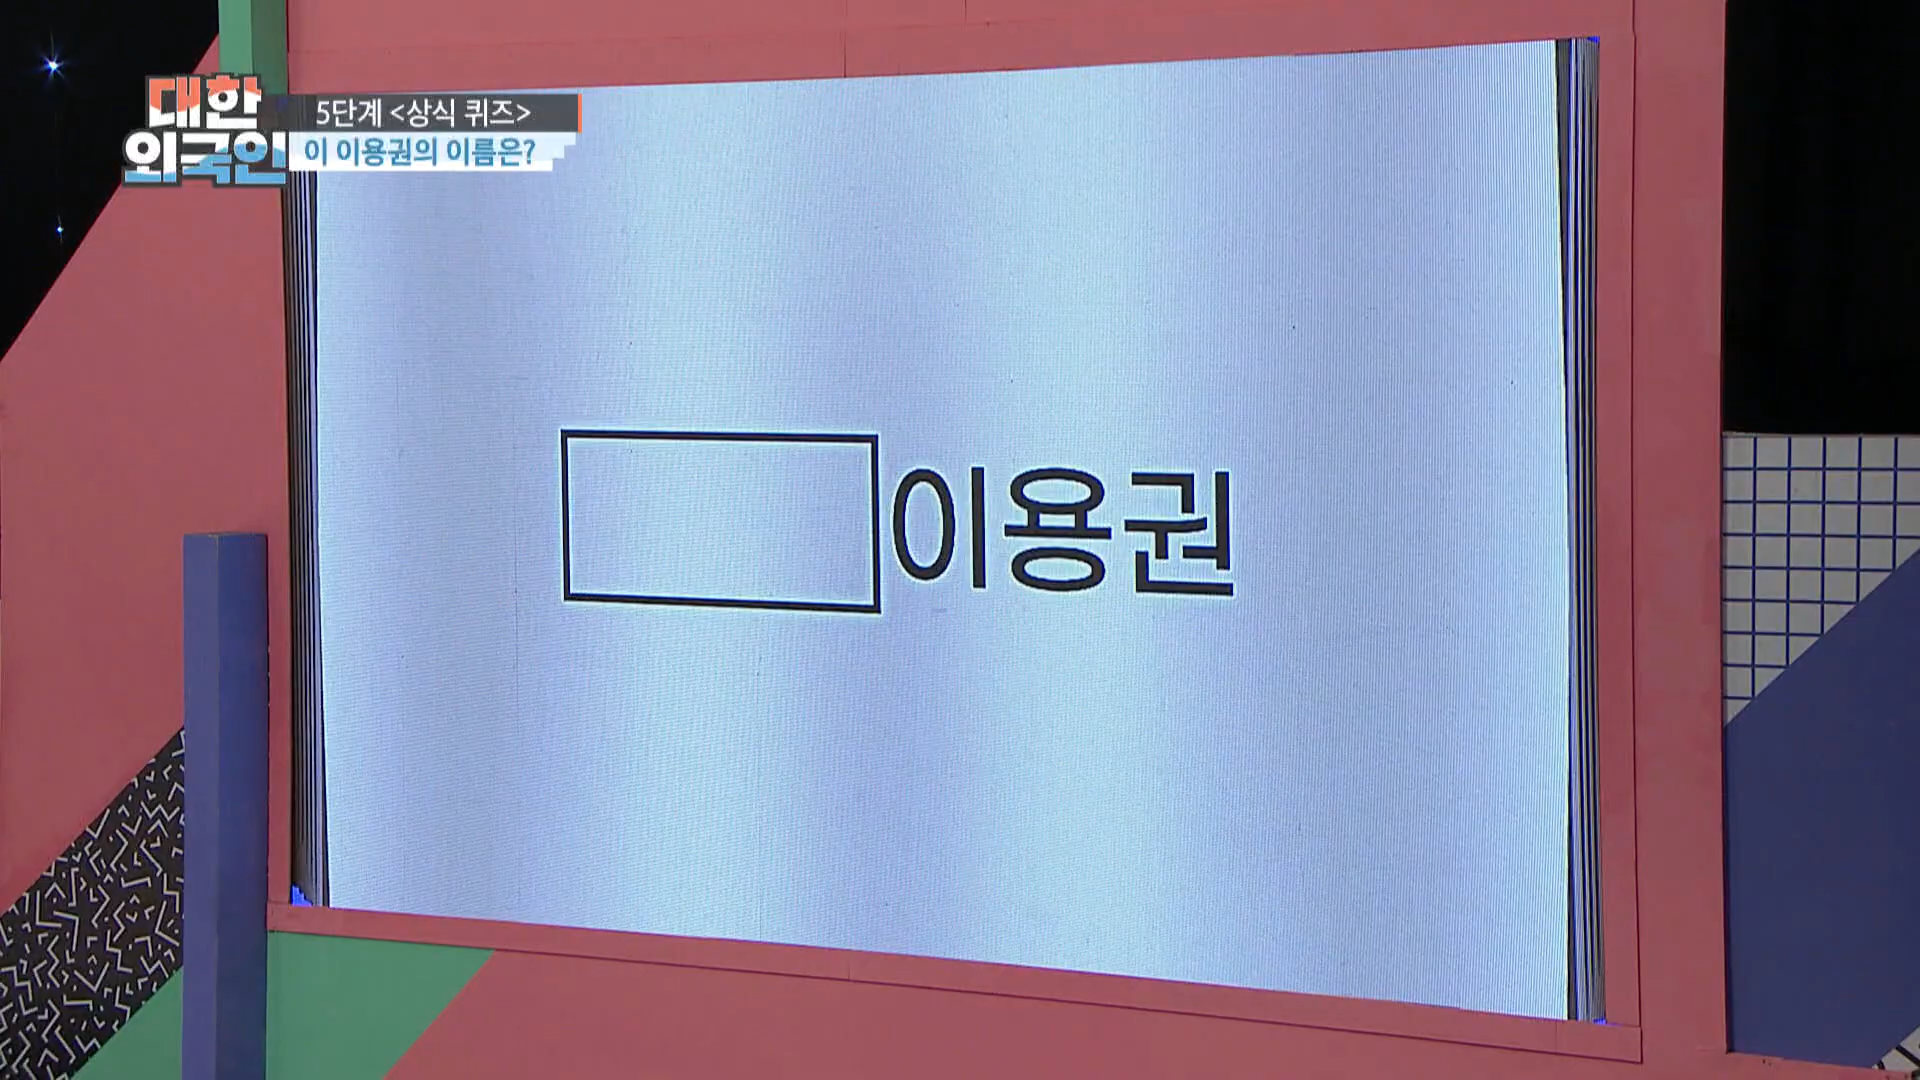 대한
외국인
5단계 <상식 퀴즈>
이 이용권의 이름은?
이용권